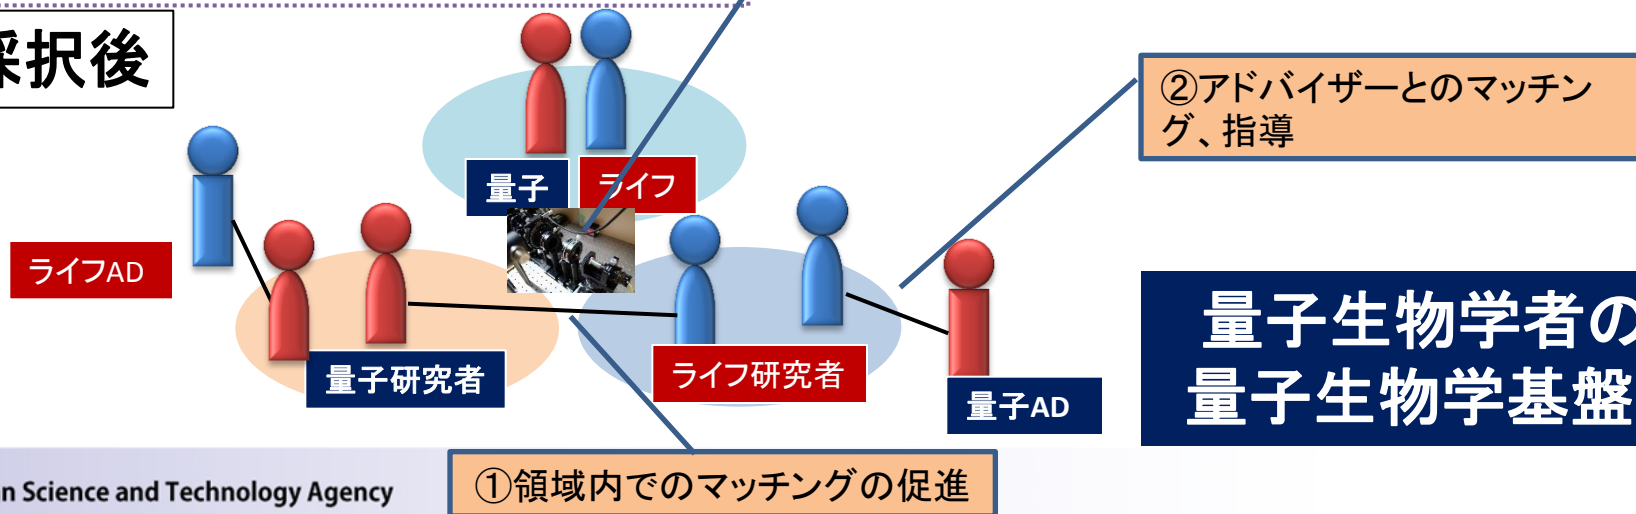 採択後
②アドバイザーとのマッチン
グ、指導
量子
ライフ
ライフAD
量子研究者
ライフ研究者
量子AD
量子生物学者の
量子生物学基盤
①領域内でのマッチングの促進
n Science and Technology Agency